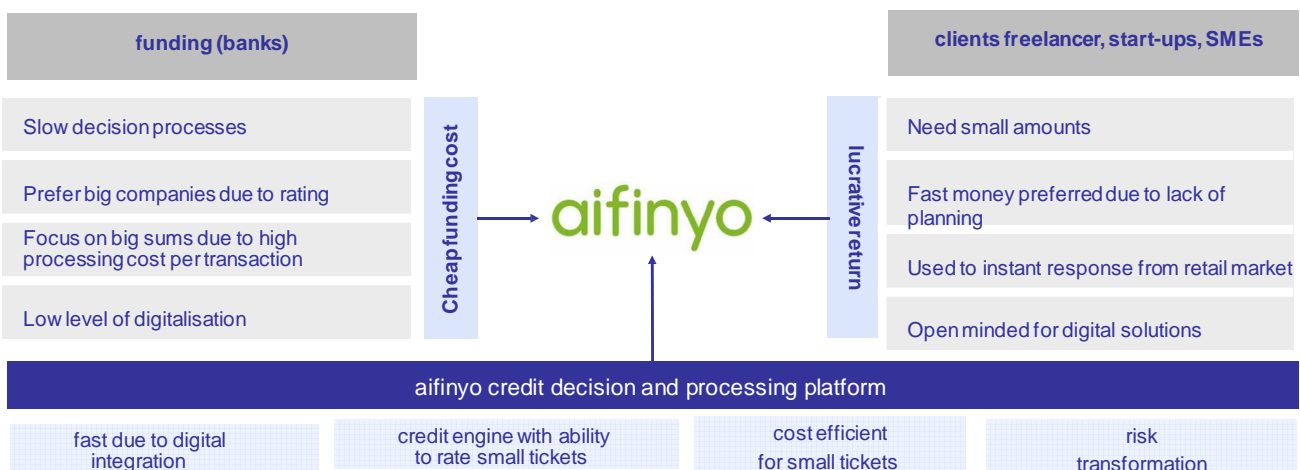 funding (banks)
Slow decision processes
Prefer big companies due to rating
Focus on big sums due to high
processing cost per transaction
Low level of digitalisation
Cheap funding cost
aifinyo
lucrative return
clients freelancer, start-ups, SMEs
Need small amounts
Fast money preferred due to lack of
planning
Used to instant response from retail market
Open minded for digital solutions
aifinyo credit decision and processing platform
fast due to digital
integration
credit engine with ability
to rate small tickets
cost efficient
for small tickets
risk
transformation